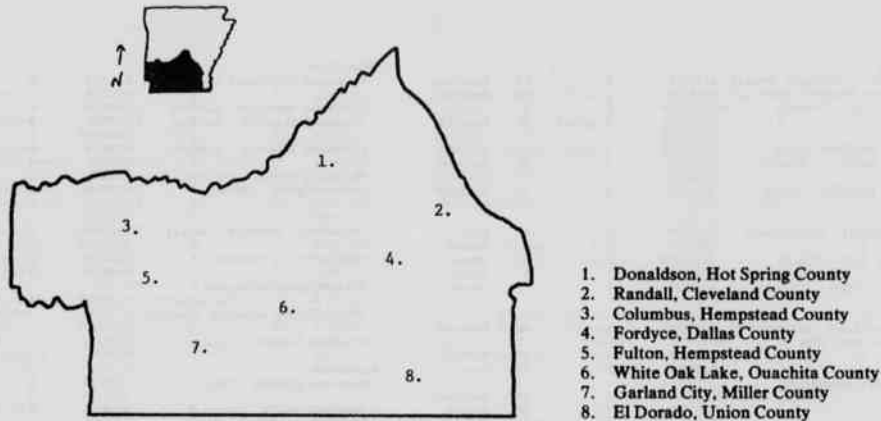 N
1.
2.
3.
4.
5.
6.
7.
8.
1. Donaldson, Hot Spring County
2. Randall, Cleveland County
3. Columbus, Hempstead County
4. Fordyce, Dallas County
5. Fulton, Hempstead County
6. White Oak Lake, Ouachita County
7. Garland City, Miller County
8. El Dorado, Union County